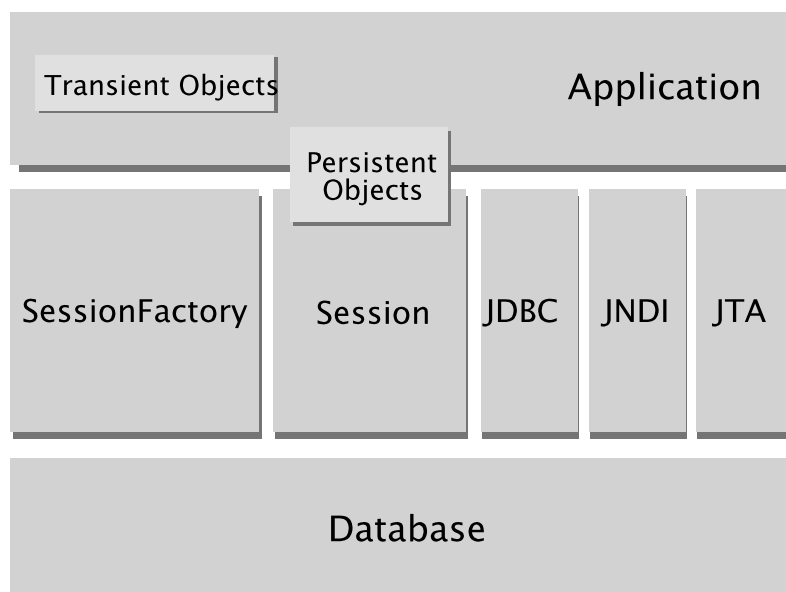 Transient Objects
Application
Persistent
Objects
SessionFactory
Session
JDBC
JNDI
JTA
Database